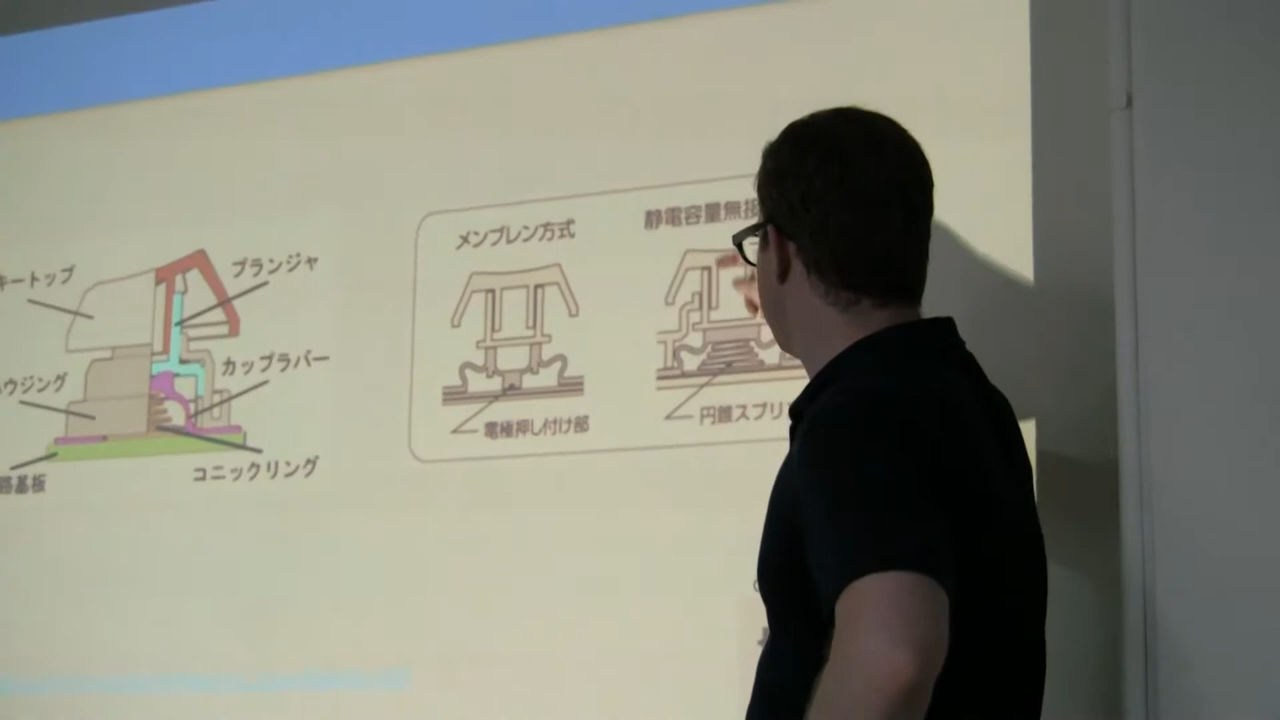 キートップ
プランジャ
ハウジング
カップラバー
路基板
コニックリング
メンブレン方式
静電容量無接
電極押し付け部
円錐スプリ